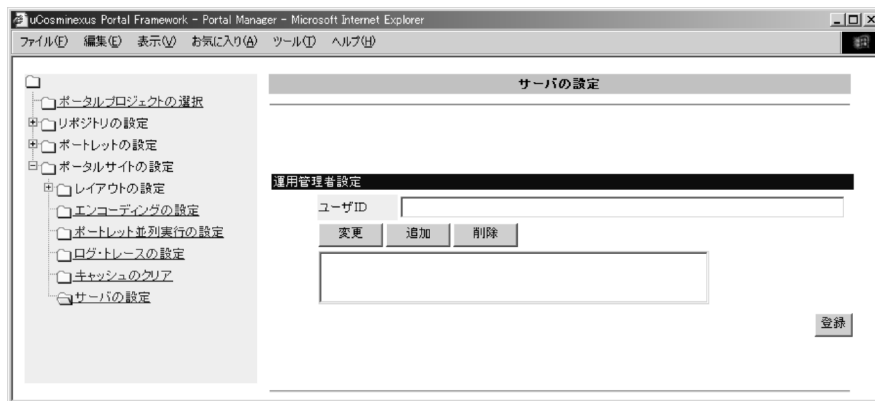 uCosminexus Portal Framework - Portal Manager - Microsoft Internet Explorer
ファイル(F) 編集(E) 表示(V) お気に入り(A) ツール(T) ヘルプ(H)
サーバの設定
ポータルプロジェクトの選択
リポジトリの設定
ポートレットの設定
ポータルサイトの設定
レイアウトの設定
エンコーディングの設定
ポートレット並列実行の設定
ログ・トレースの設定
キャッシュのクリア
サーバの設定
運用管理者設定
ユーザID
変更 追加 削除
登録